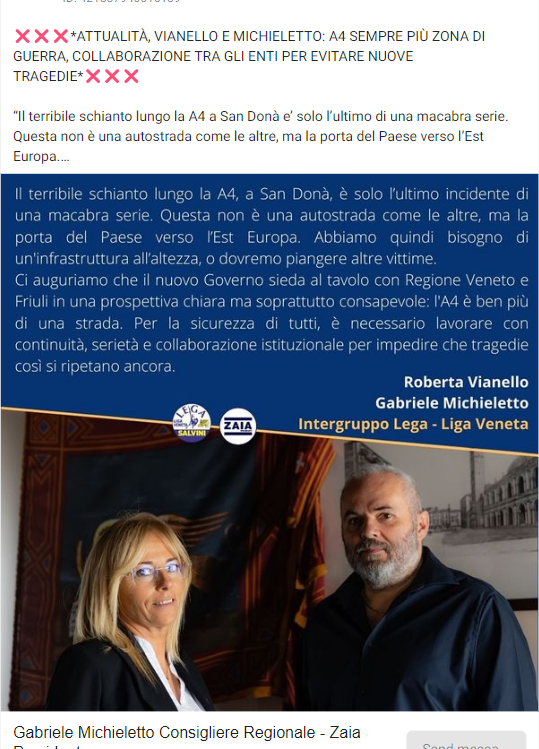 ❌❌❌*ATTUALITÀ, VIANELLO E MICHIELETTO: A4 SEMPRE PIÙ ZONA DI
GUERRA, COLLABORAZIONE TRA GLI ENTI PER EVITARE NUOVE
TRAGEDIE*❌❌❌
“Il terribile schianto lungo la A4 a San Donà e’ solo l’ultimo di una macabra serie.
Questa non è una autostrada come le altre, ma la porta del Paese verso l’Est
Europa....
Il terribile schianto lungo la A4, a San Donà, è solo l’ultimo incidente di
una macabra serie. Questa non è una autostrada come le altre, ma la
porta del Paese verso l’Est Europa. Abbiamo quindi bisogno di
un'infrastruttura all’altezza, o dovremo piangere altre vittime.
Ci auguriamo che il nuovo Governo sieda al tavolo con Regione Veneto e
Friuli in una prospettiva chiara ma soprattutto consapevole: l'A4 è ben più
di una strada. Per la sicurezza di tutti, è necessario lavorare con
continuità, serietà e collaborazione istituzionale per impedire che tragedie
così si ripetano ancora.
Roberta Vianello
Gabriele Michieletto
Intergruppo Lega - Liga Veneta
LEGA
LIGA
VENETA
SALVINI
ZAIA
Gabriele Michieletto Consigliere Regionale - Zaia